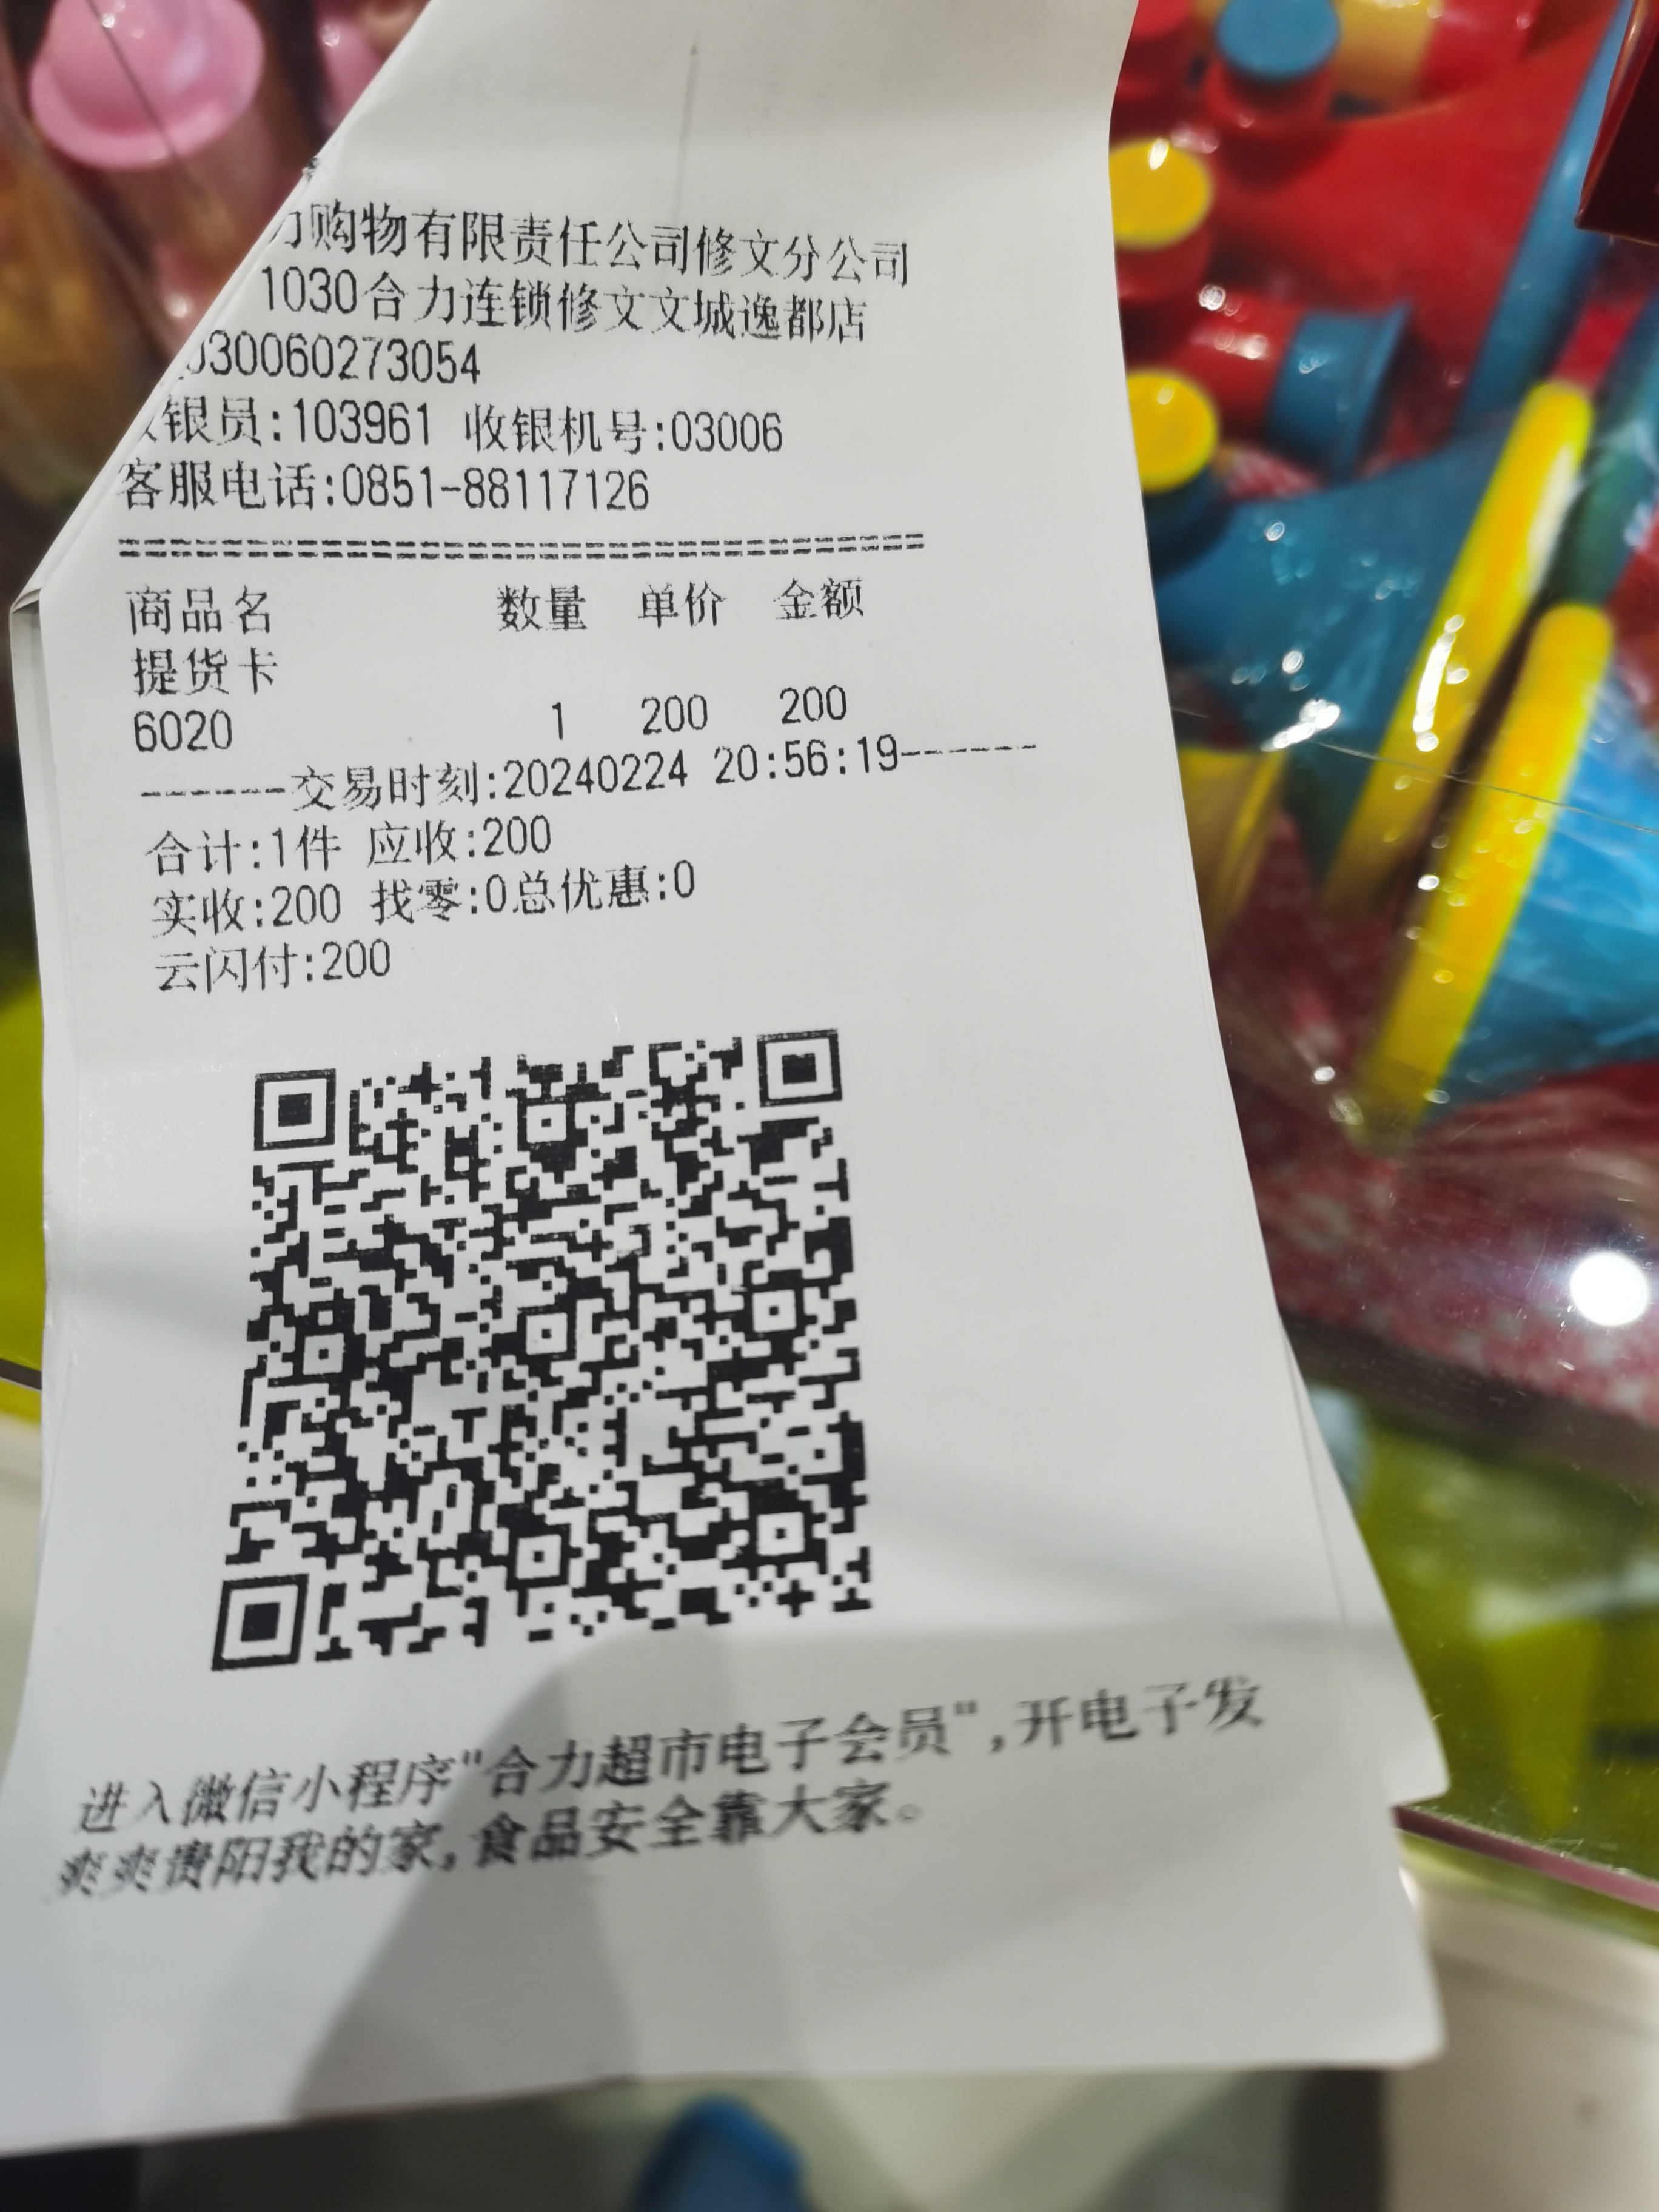 购物有限责任公司修文分公司
1030合力连锁修文文城逸都店
030060273054
银员:103961 收银机号:03006
客服电话:0851-88117126
==================================
商品名 数量 单价 金额
提货卡
6020 1 200 200
------交易时刻:20240224 20:56:19------
合计:1件 应收:200
实收:200 找零:0总优惠:0
云闪付:200
进入微信小程序"合力超市电子会员",开电子发
爽爽贵阳我的家,食品安全靠大家。